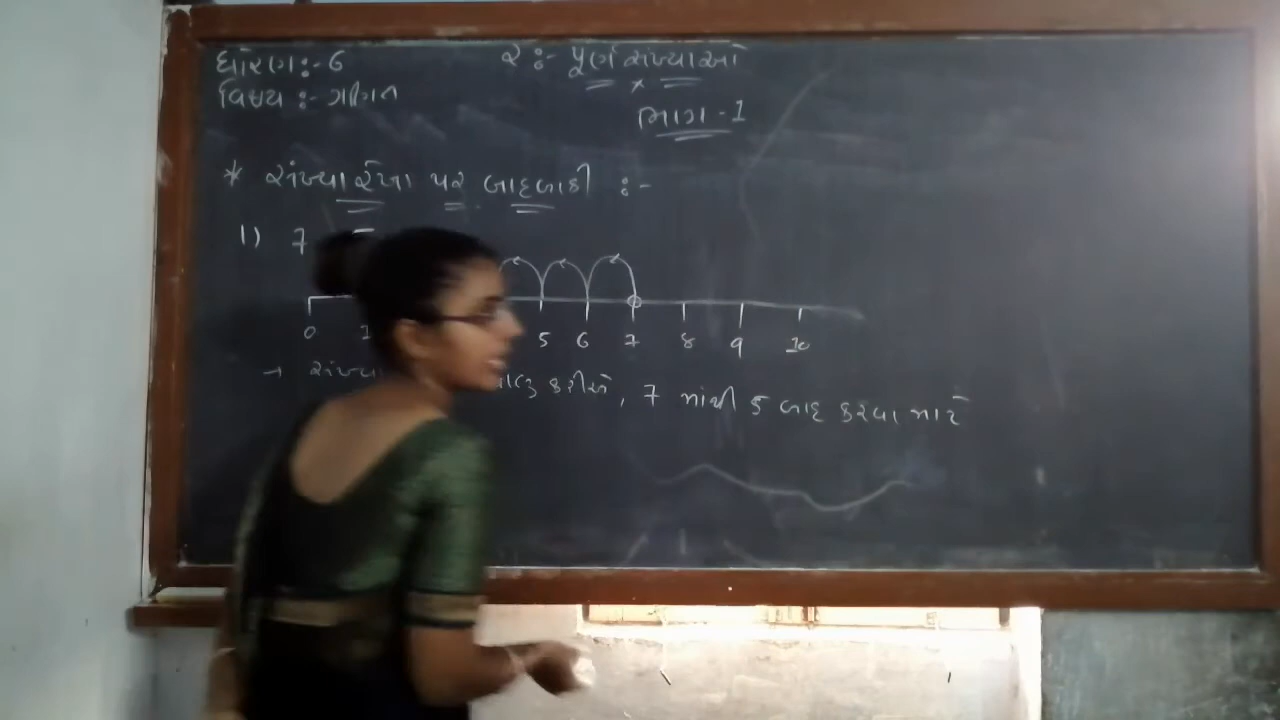 ધોરણ :- 6
૨ :- પૂર્ણ સંખ્યાઓ
વિષય :- ગણિત
ભાગ - 1
* સંખ્યા રેખા પર બાદબાકી :-
1) 7
0 1 5 6 7 8 9 10
→ સંખ્યા કરીએ, 7 માંથી 5 બાદ કરવા માટે